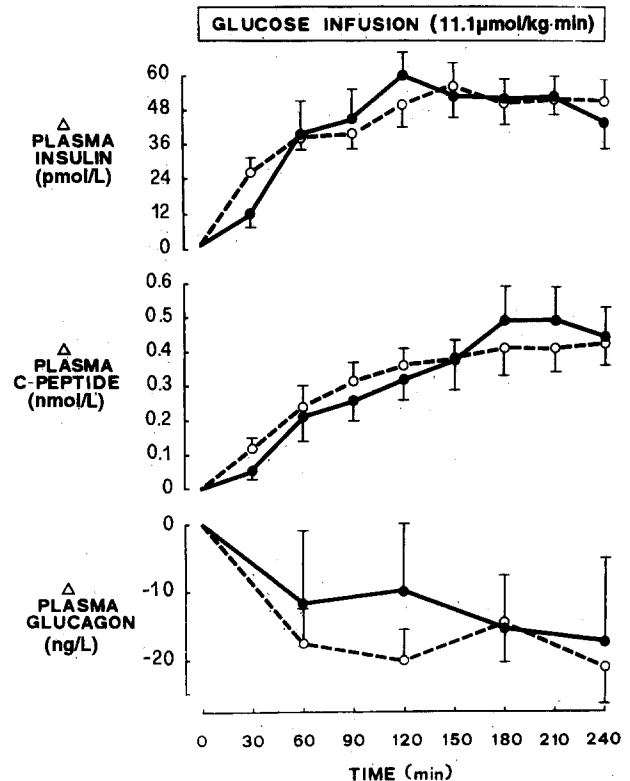 GLUCOSE INFUSION (11.1µmol/kg·min)
60
48
36
24
12
0
Δ
PLASMA
INSULIN
(pmol/L)
0.6
0.5
0.4
0.3
0.2
0.1
0
Δ
PLASMA
C-PEPTIDE
(nmol/L)
0
-10
-20
Δ
PLASMA
GLUCAGON
(ng/L)
0 30 60 90 120 150 180 210 240
TIME (min)